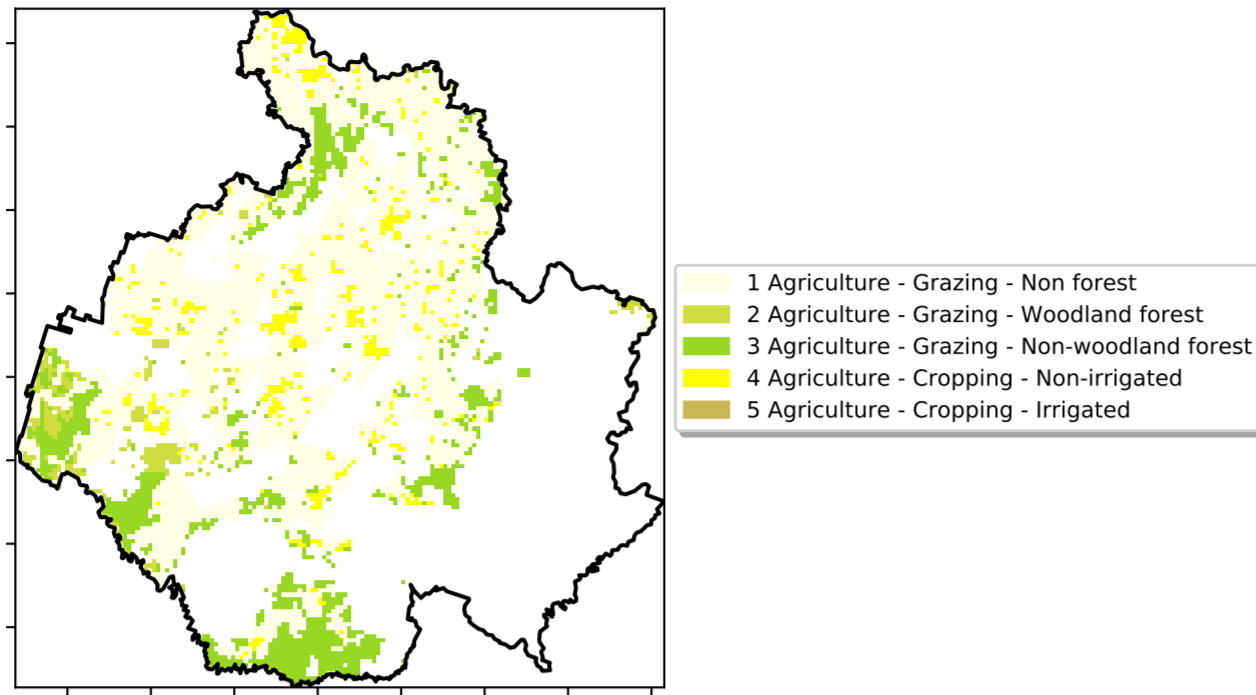 1 Agriculture - Grazing - Non forest
2 Agriculture - Grazing - Woodland forest
3 Agriculture - Grazing - Non-woodland forest
4 Agriculture - Cropping - Non-irrigated
5 Agriculture - Cropping - Irrigated